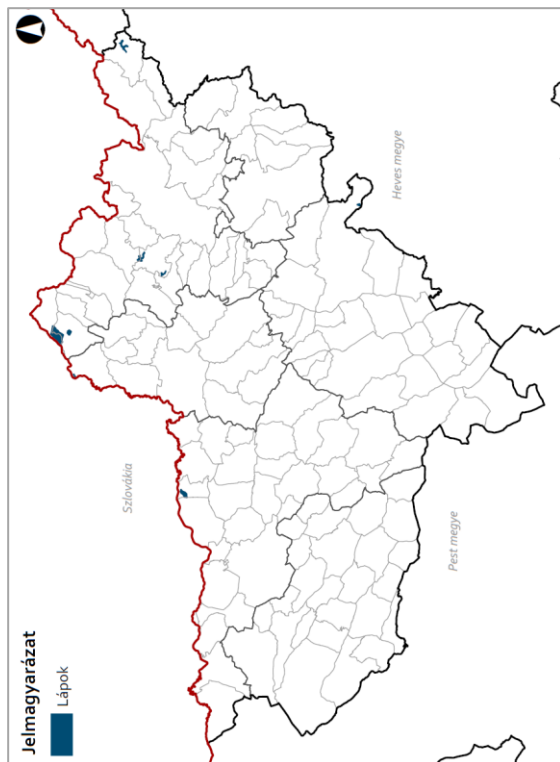 Jelmagyarázat
Lápok
Szlovákia
Pest megye
Heves megye